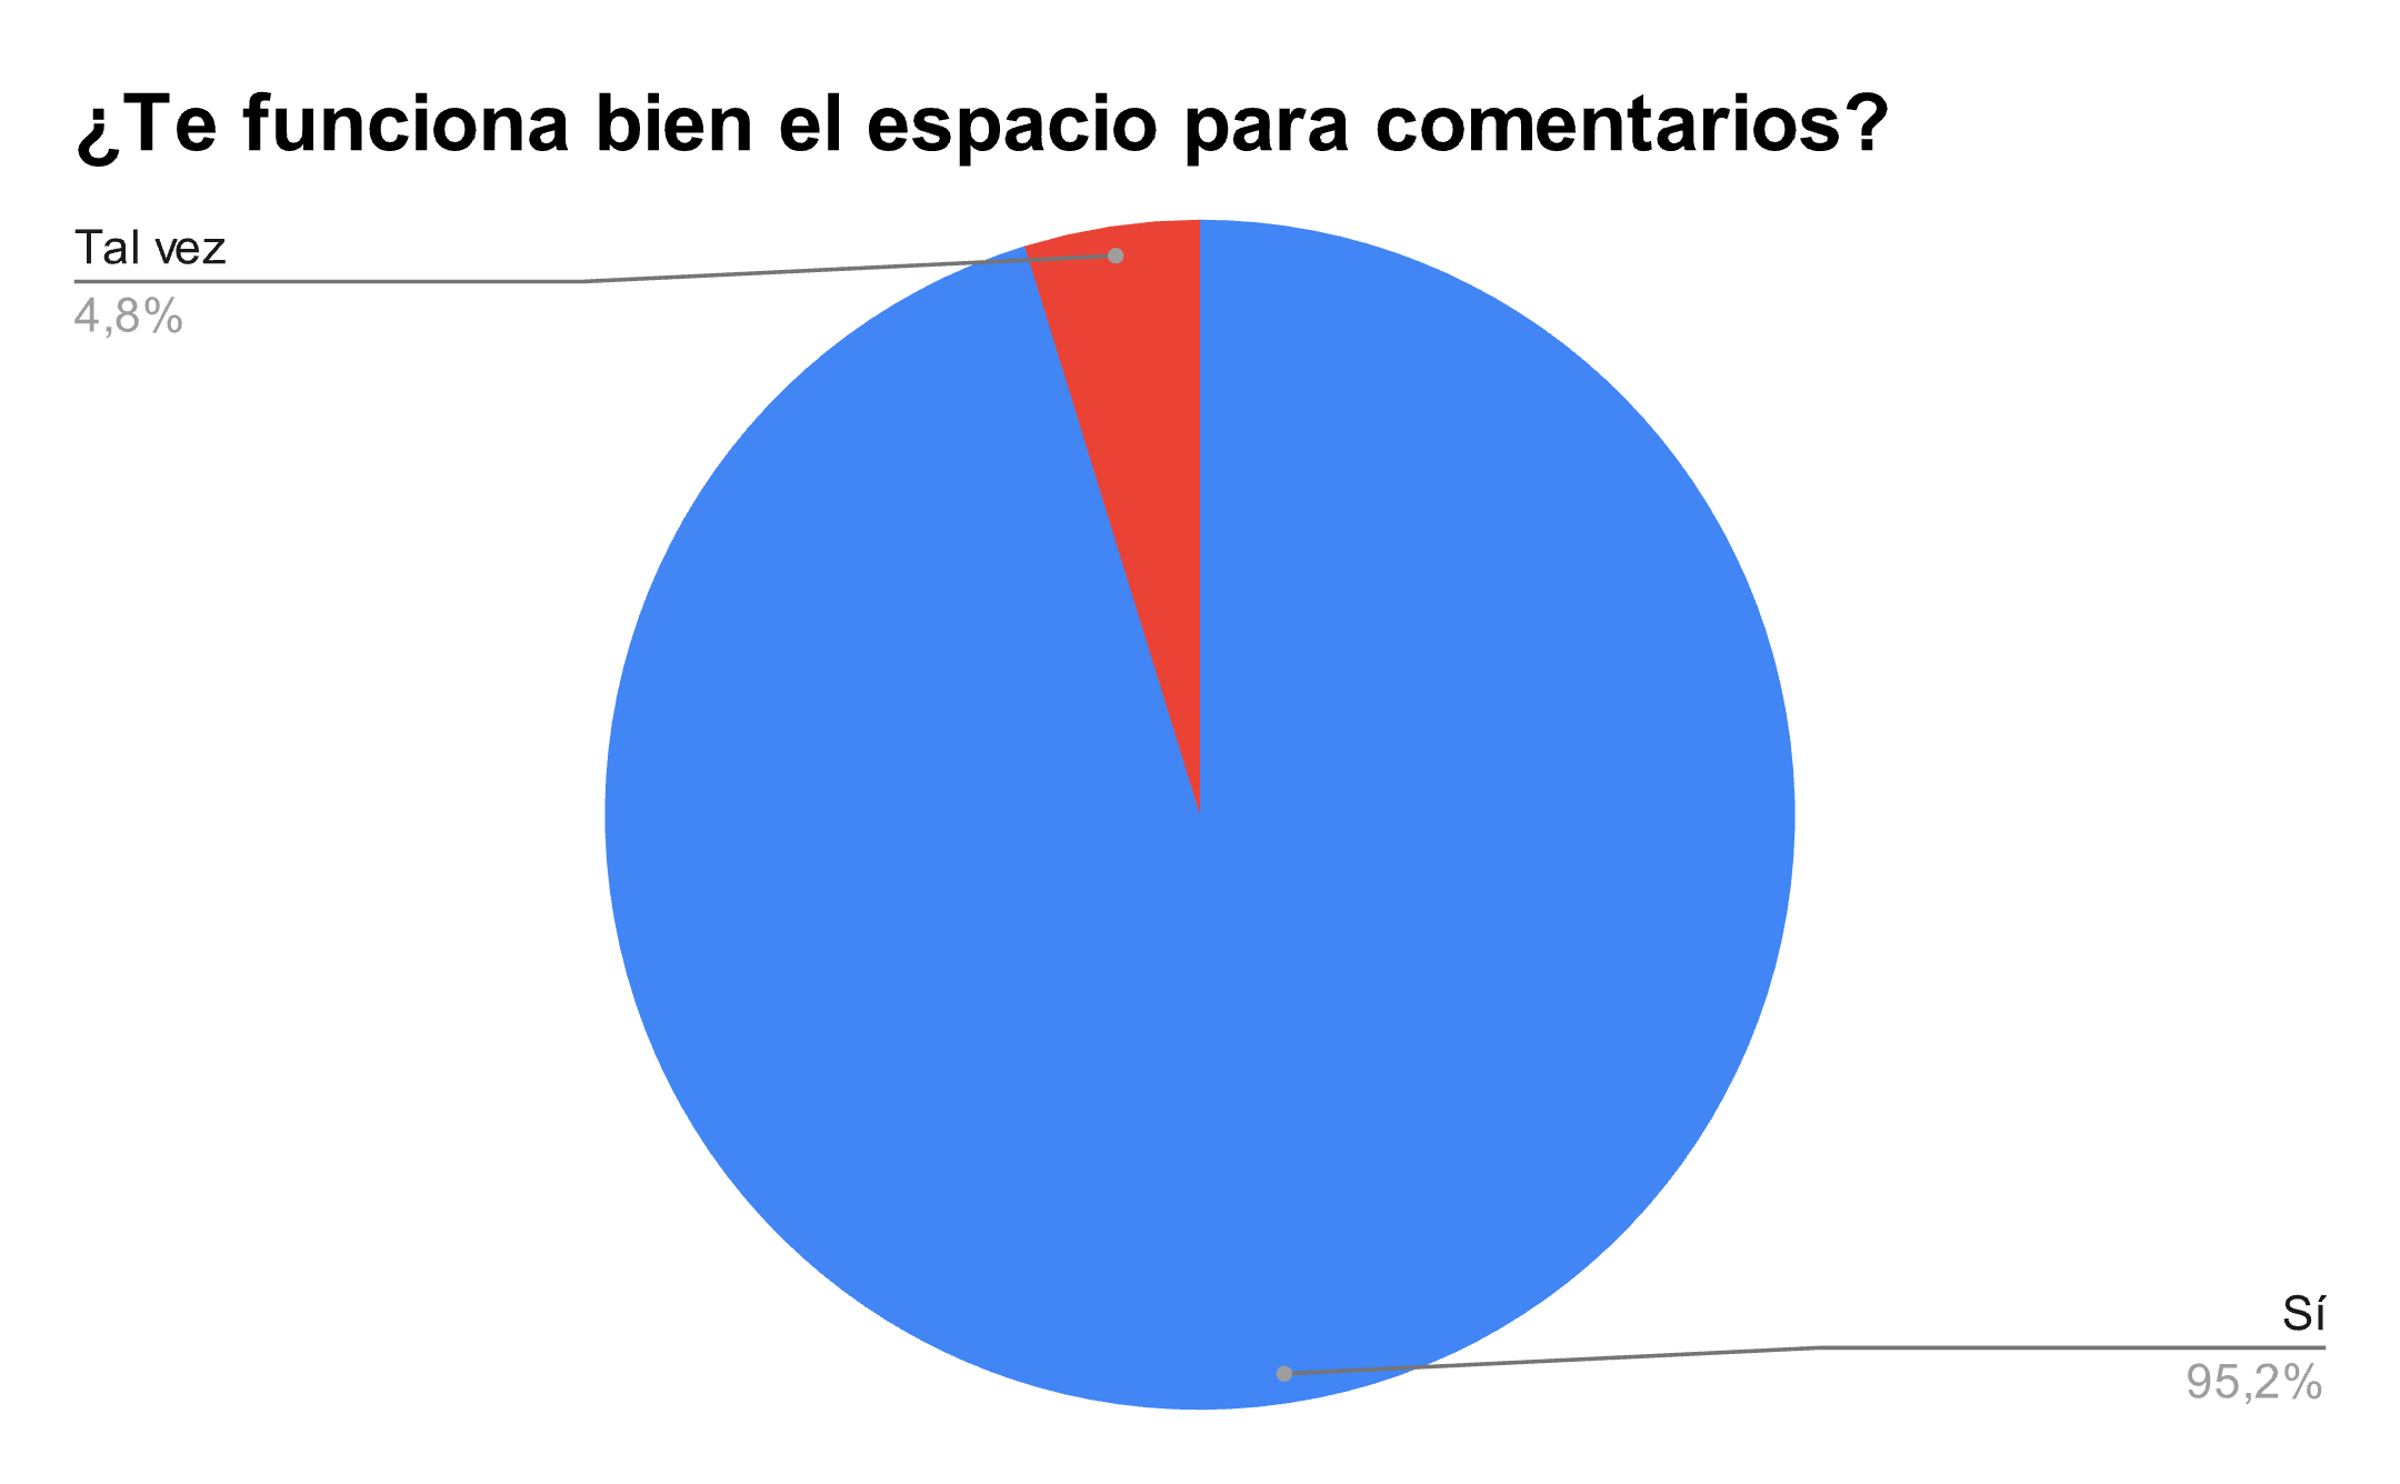 ¿Te funciona bien el espacio para comentarios?
Tal vez
4,8%
Sí
95,2%